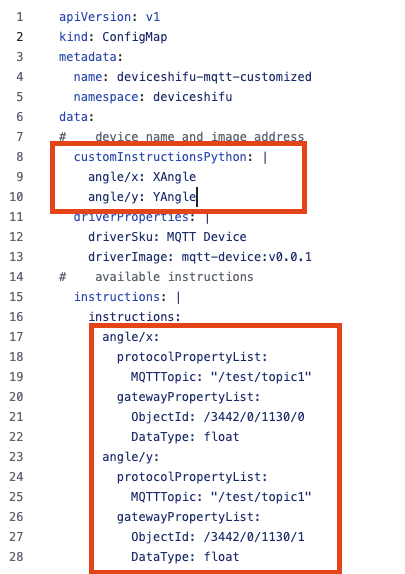 1 apiVersion: v1
2 kind: ConfigMap
3 metadata:
4 name: deviceshifu-mqtt-customized
5 namespace: deviceshifu
6 data:
7 # device name and image address
8 customInstructionsPython: |
9 angle/x: XAngle
10 angle/y: YAngle
11 driverProperties: |
12 driverSku: MQTT Device
13 driverImage: mqtt-device:v0.0.1
14 # available instructions
15 instructions: |
16 instructions:
17 angle/x:
18 protocolPropertyList:
19 MQTTTopic: "/test/topic1"
20 gatewayPropertyList:
21 ObjectId: /3442/0/1130/0
22 DataType: float
23 angle/y:
24 protocolPropertyList:
25 MQTTTopic: "/test/topic1"
26 gatewayPropertyList:
27 ObjectId: /3442/0/1130/1
28 DataType: float